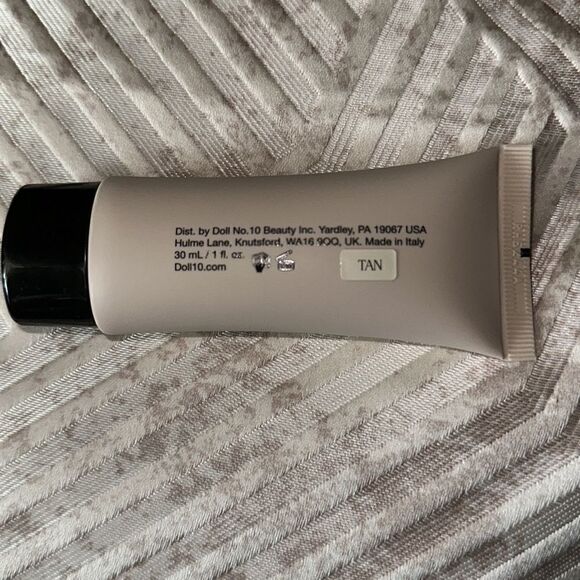 Dist. by Doll No.10 Beauty Inc. Yardley, PA 19067 USA
Hulme Lane, Knutsford, WA16 9QQ, UK. Made in Italy
30 mL / 1 fl. oz.
Doll10.com
TAN